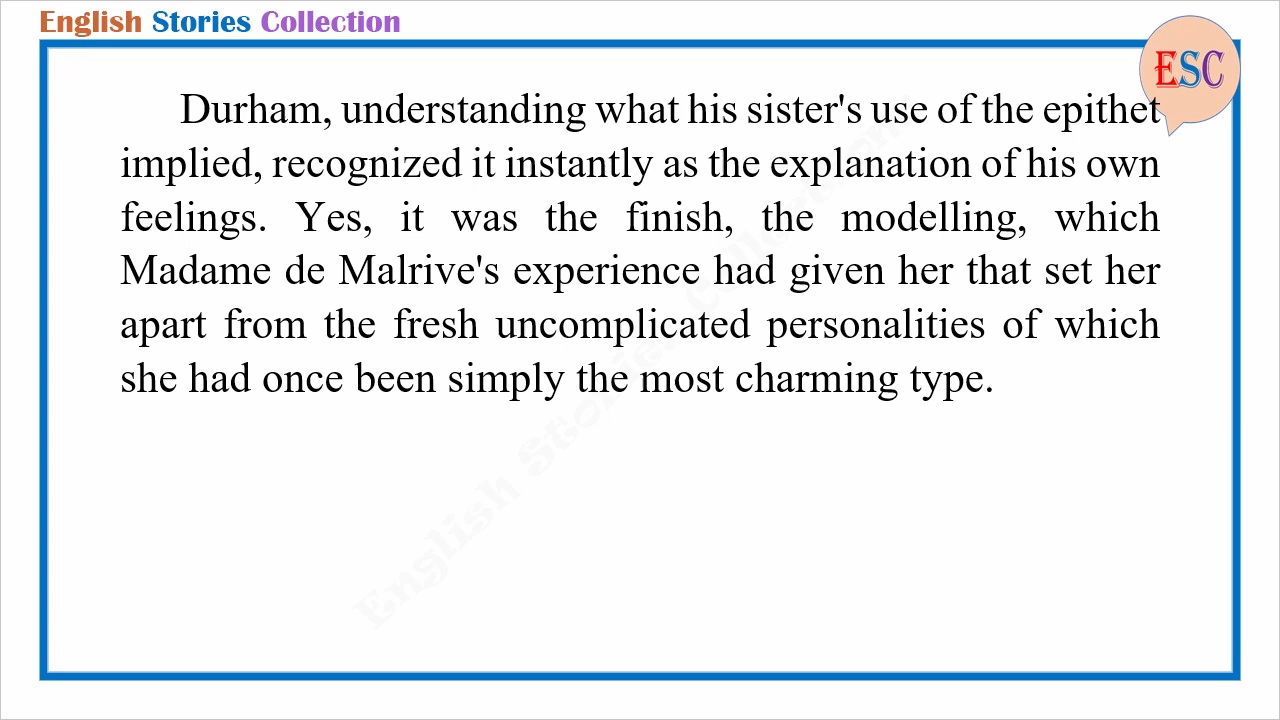 English Stories Collection
ESC
Durham, understanding what his sister's use of the epithet
implied, recognized it instantly as the explanation of his own
feelings. Yes, it was the finish, the modelling, which
Madame de Malrive's experience had given her that set her
apart from the fresh uncomplicated personalities of which
she had once been simply the most charming type.
English Stories Collection